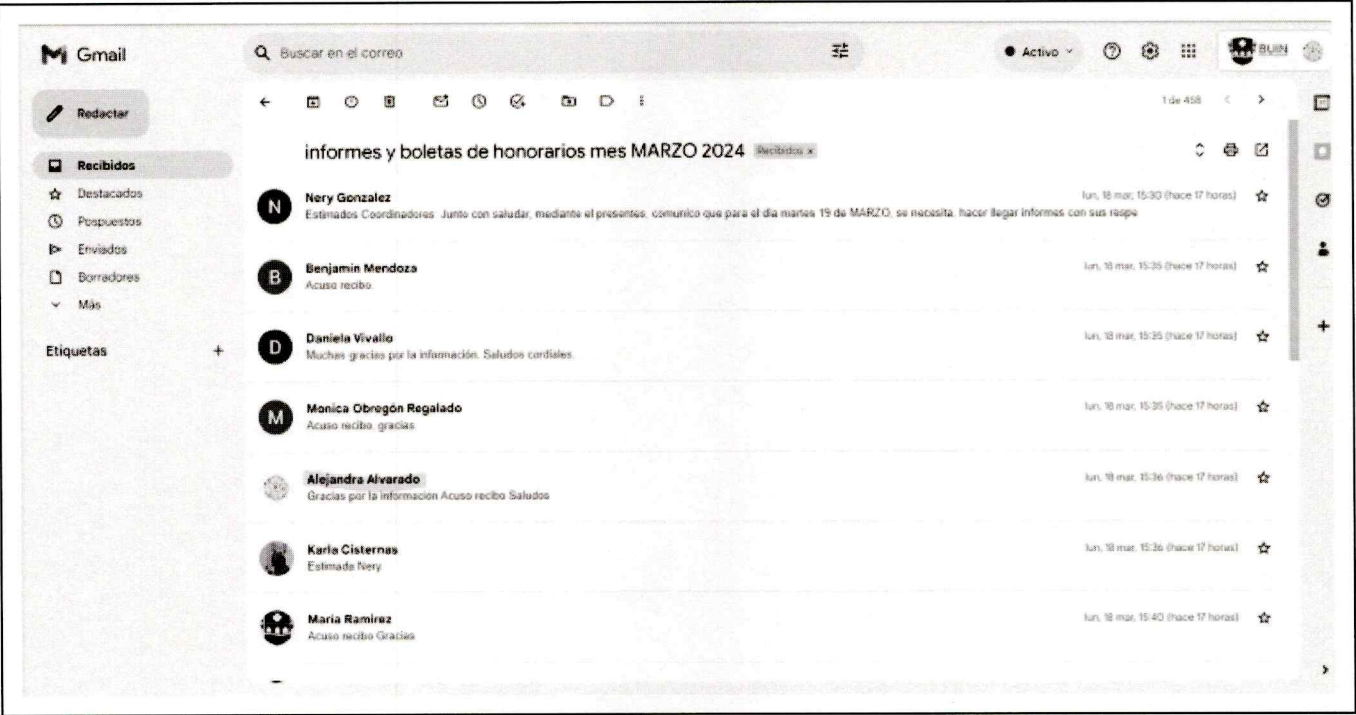 Gmail
Buscar en el correo
Activo
BUIN
Redactar
1 de 458
informes y boletas de honorarios mes MARZO 2024 Recibidos x
Recibidos
Destacados
Pospuestos
Enviados
Borradores
Más
Etiquetas +
N
Nery Gonzalez
lun, 18 mar, 15:30 (hace 17 horas)
Estimados Coordinadores. Junto con saludar, mediante el presentes, comunico que para el día martes 19 de MARZO, se necesita, hacer llegar informes con sus respe
B
Benjamin Mendoza
lun, 18 mar, 15:35 (hace 17 horas)
Acuso recibo.
D
Daniela Vivallo
lun, 18 mar, 15:35 (hace 17 horas)
Muchas gracias por la información. Saludos cordiales.
M
Monica Obregón Regalado
lun, 18 mar, 15:35 (hace 17 horas)
Acuso recibo, gracias
Alejandra Alvarado
lun, 18 mar, 15:36 (hace 17 horas)
Gracias por la informacion Acuso recibo Saludos
Karla Cisternas
lun, 18 mar, 15:36 (hace 17 horas)
Estimada Nery
Maria Ramirez
lun, 18 mar, 15:40 (hace 17 horas)
Acuso recibo Gracias